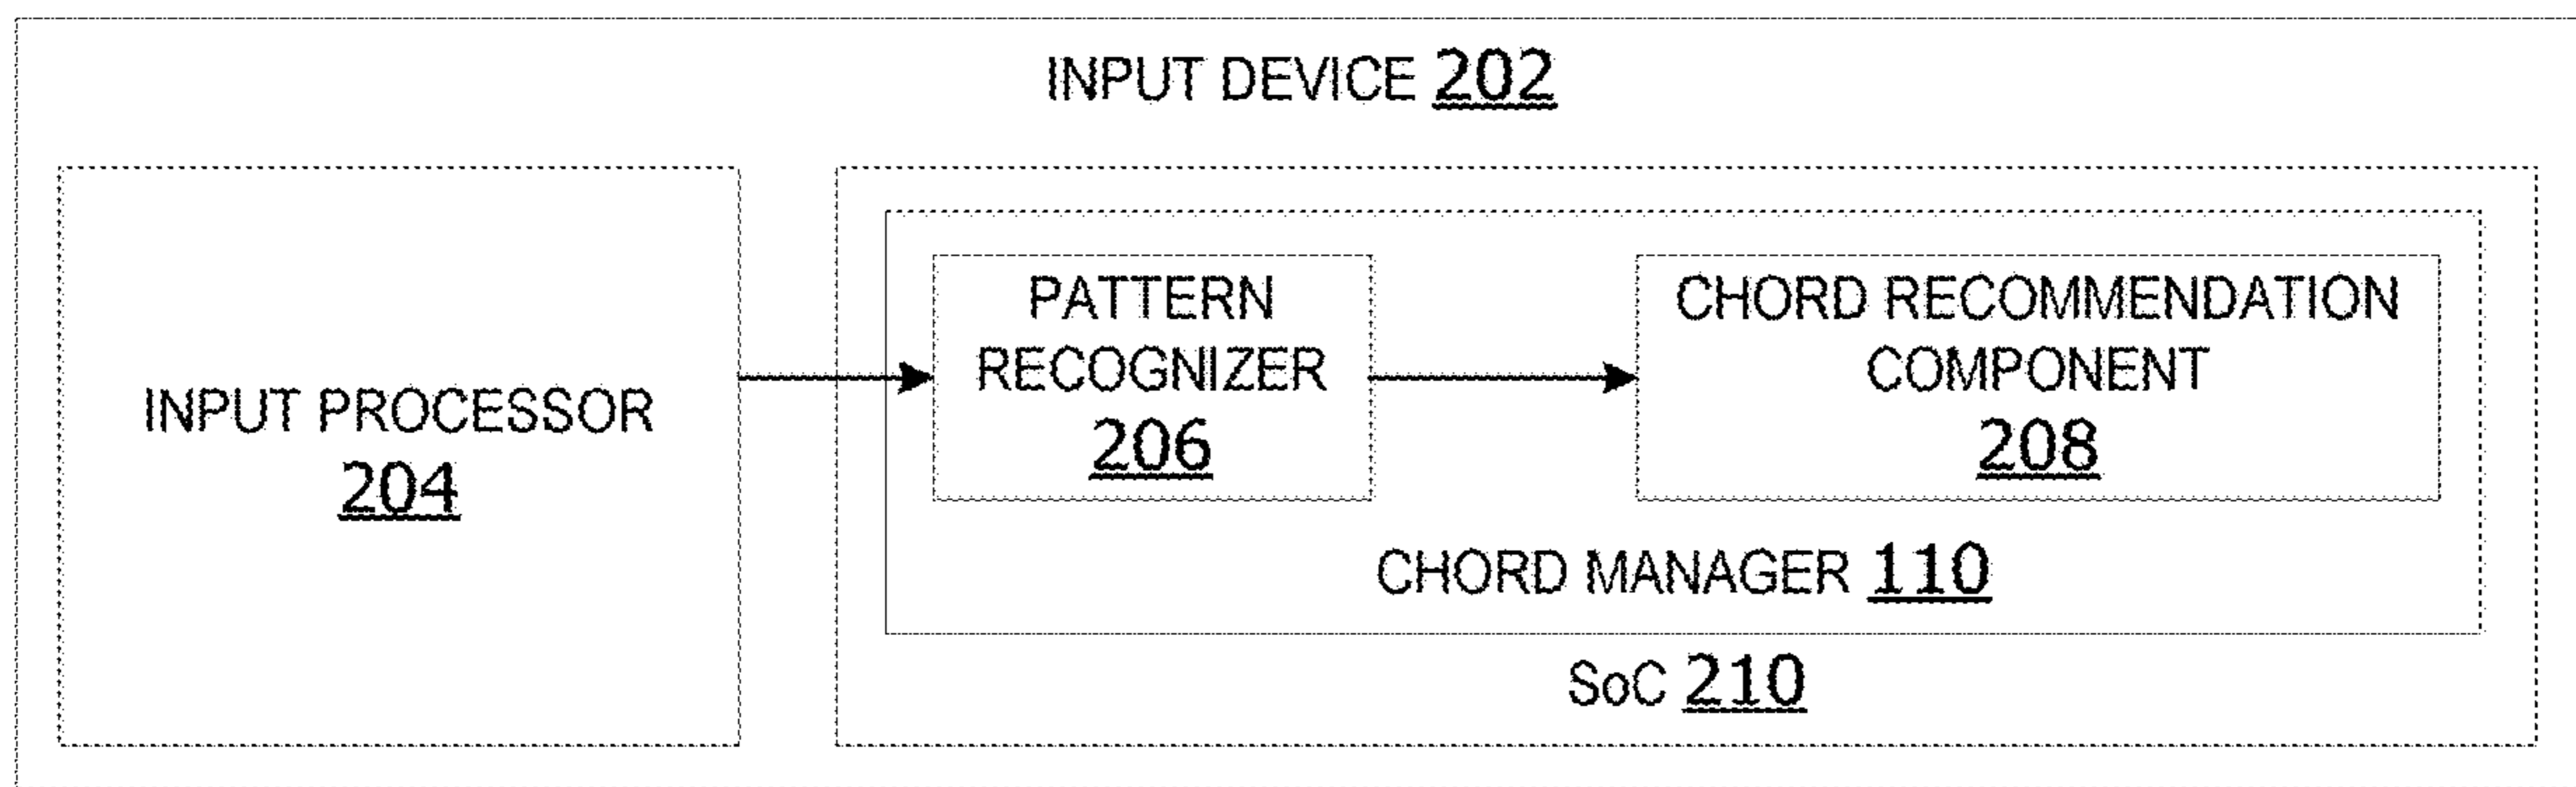 INPUT DEVICE 202
INPUT PROCESSOR
204
PATTERN
RECOGNIZER
206
CHORD RECOMMENDATION
COMPONENT
208
CHORD MANAGER 110
SoC 210